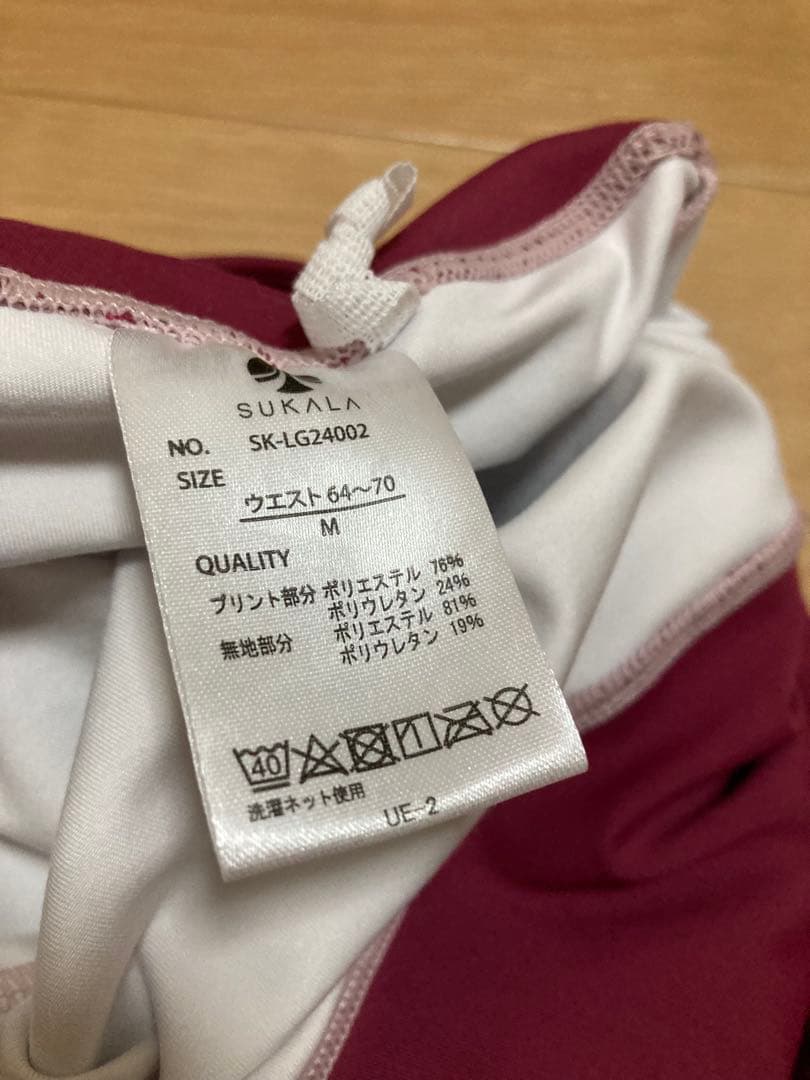 SUKALA
NO. SK-LG24002
SIZE
ウエスト 64～70
M
QUALITY
プリント部分 ポリエステル 76%
ポリウレタン 24%
無地部分 ポリエステル 81%
ポリウレタン 19%
40
洗濯ネット使用
UE-2